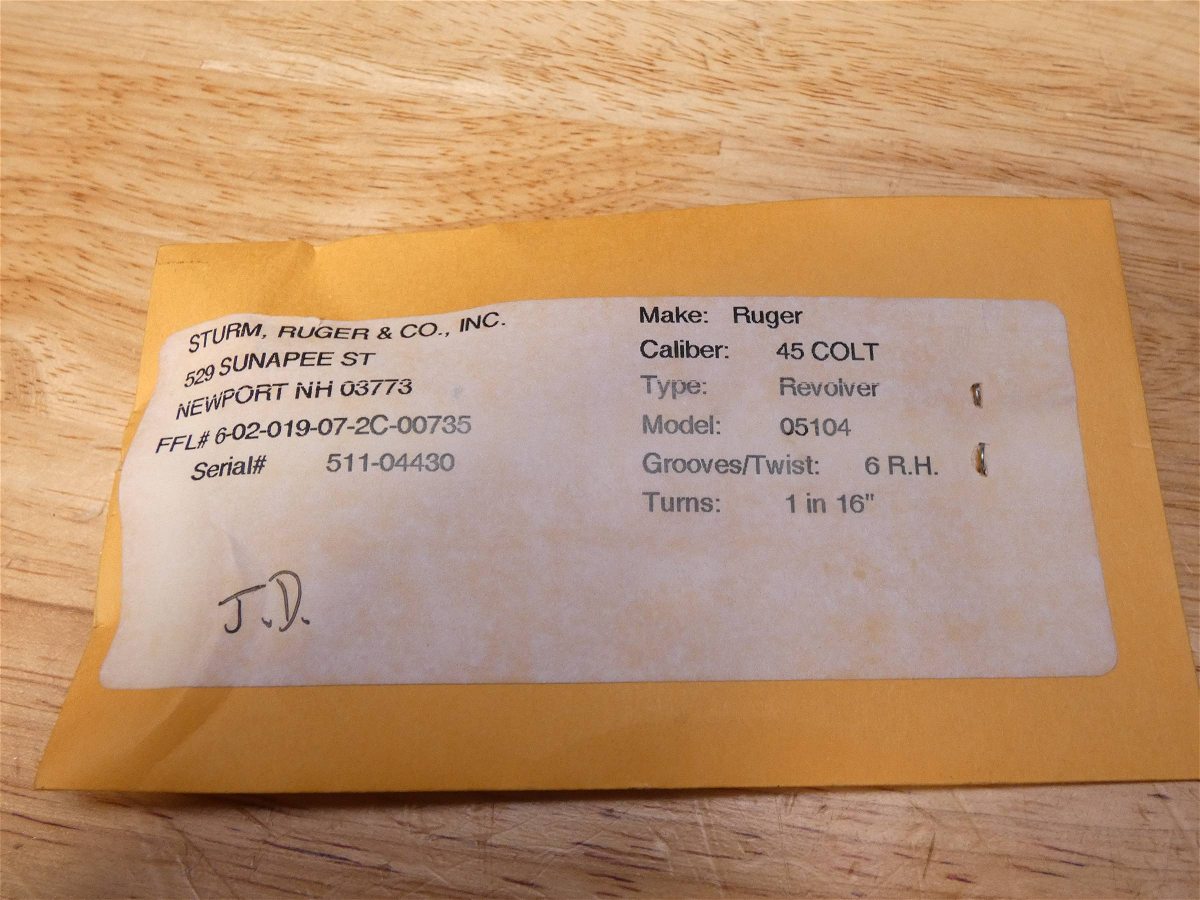 STURM, RUGER & CO., INC.
529 SUNAPEE ST
NEWPORT NH 03773
FFL# 6-02-019-07-2C-00735
Serial# 511-04430
J.D.
Make: Ruger
Caliber: 45 COLT
Type: Revolver
Model: 05104
Grooves/Twist: 6 R.H.
Turns: 1 in 16"